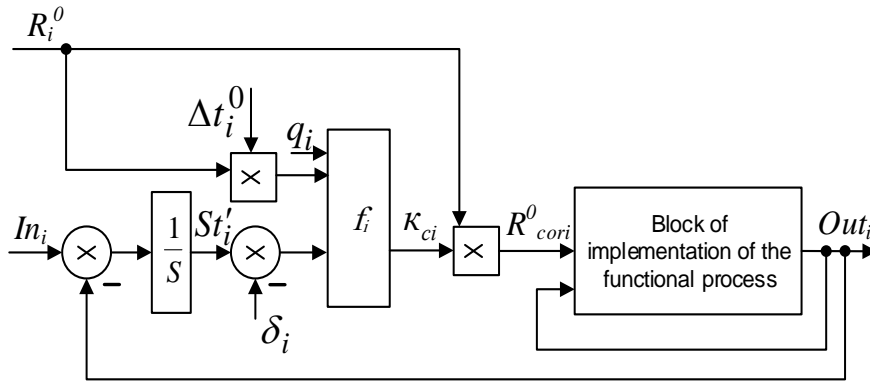 R_i^0
Δt_i^0
q_i
×
In_i
×
−
1/S
St'_i
×
−
δ_i
f_i
κ_ci
×
R^0_cori
Block of
implementation of the
functional process
Out_i